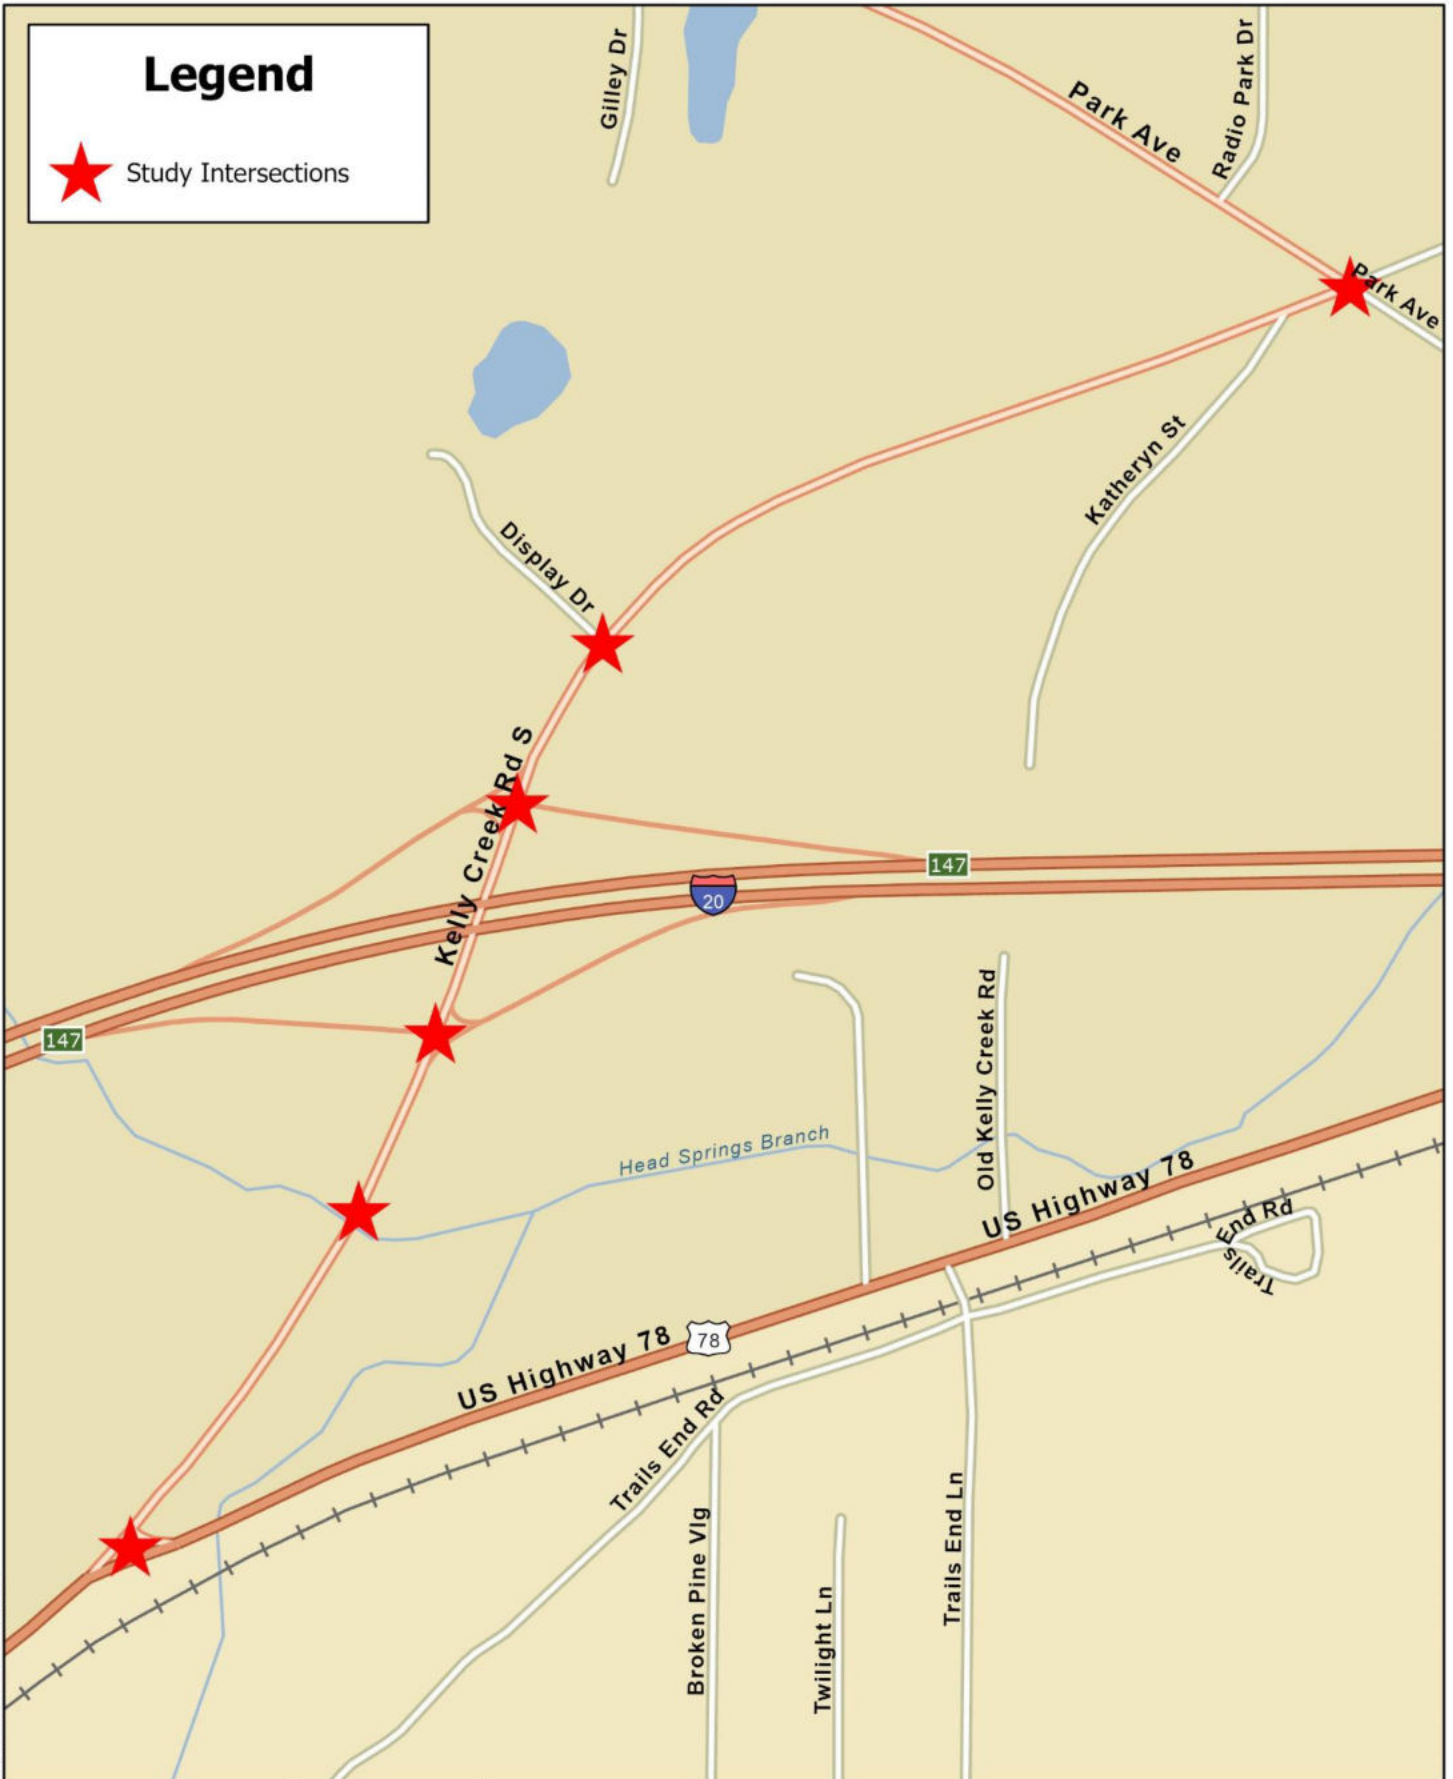 Legend
Study Intersections
Gilley Dr
Park Ave
Radio Park Dr
Park Ave
Katheryn St
Display Dr
Kelly Creek Rd S
147
20
147
Old Kelly Creek Rd
Head Springs Branch
US Highway 78
Trails End Rd
US Highway 78
78
Trails End Rd
Broken Pine Vlg
Twilight Ln
Trails End Ln